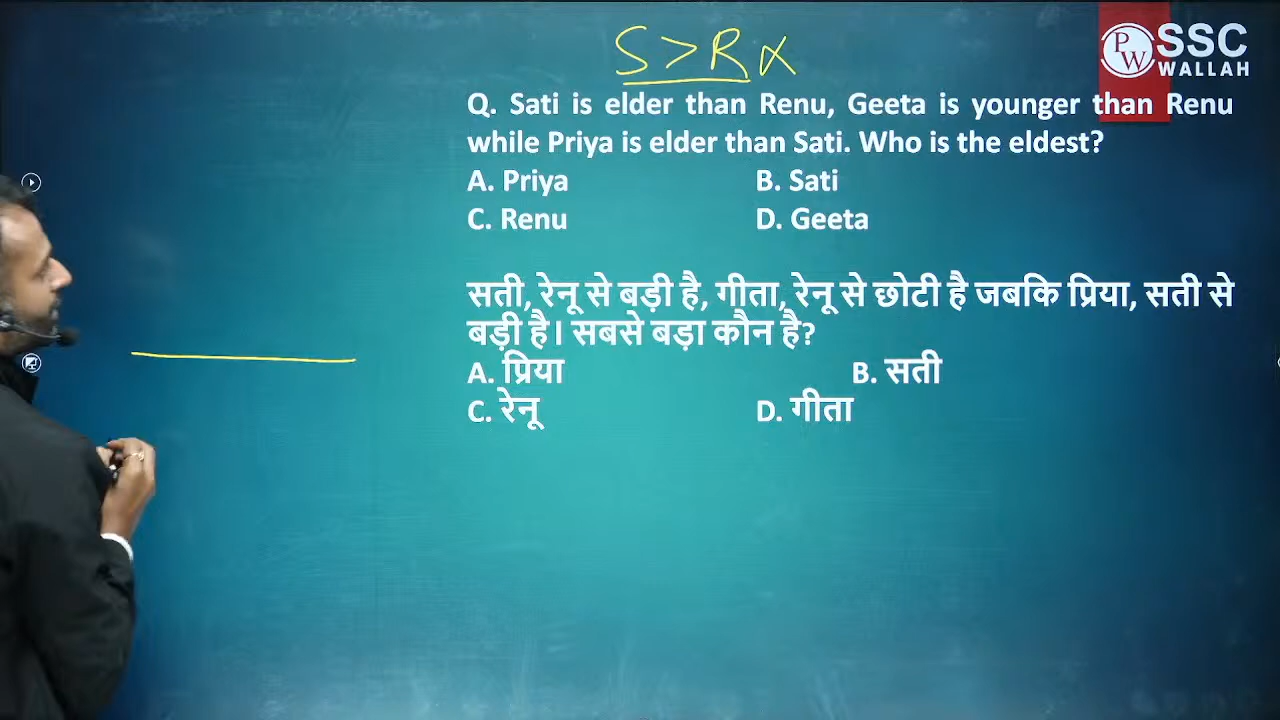 S > R x
PW SSC
WALLAH
Q. Sati is elder than Renu, Geeta is younger than Renu
while Priya is elder than Sati. Who is the eldest?
A. Priya B. Sati
C. Renu D. Geeta
सती, रेनू से बड़ी है, गीता, रेनू से छोटी है जबकि प्रिया, सती से
बड़ी है। सबसे बड़ा कौन है?
A. प्रिया B. सती
C. रेनू D. गीता